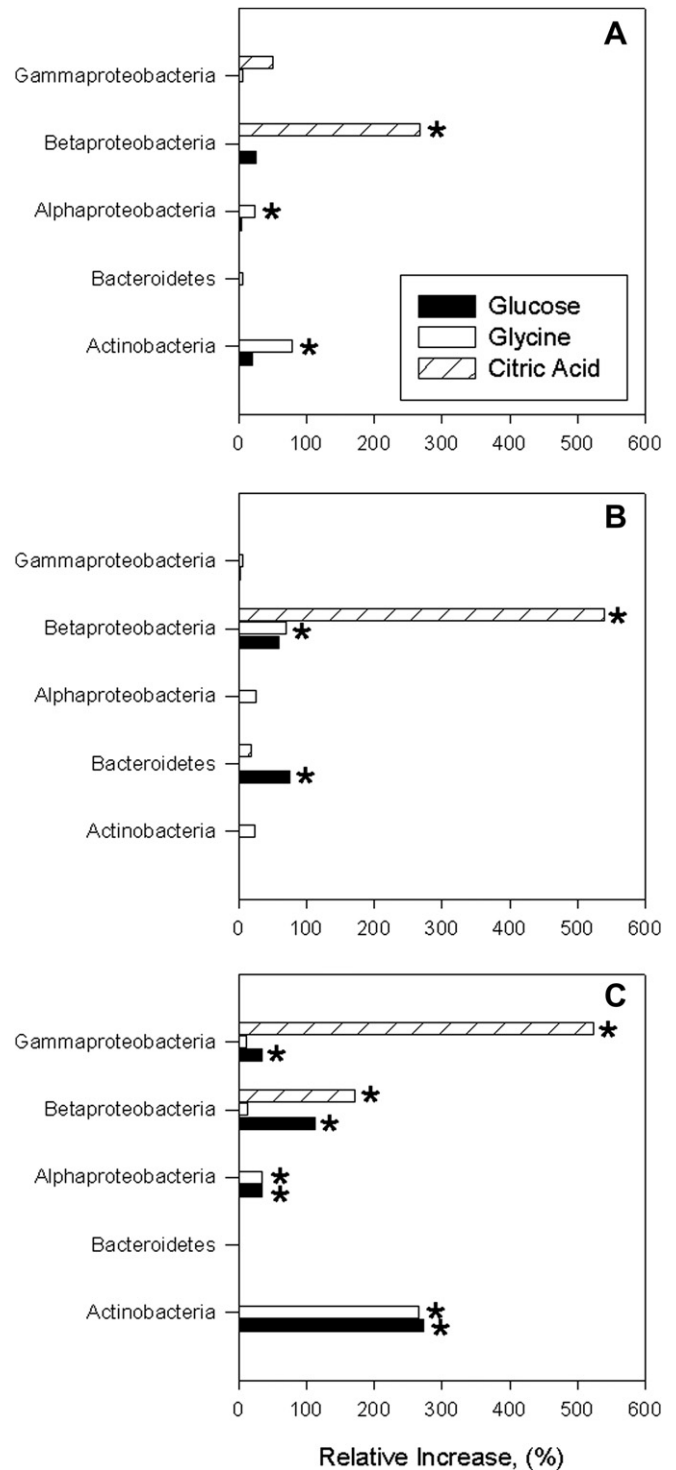 A
Gammaproteobacteria
Betaproteobacteria *
Alphaproteobacteria *
Bacteroidetes
Actinobacteria *
Glucose
Glycine
Citric Acid
0 100 200 300 400 500 600
B
Gammaproteobacteria
*
Betaproteobacteria *
Alphaproteobacteria
Bacteroidetes
*
Actinobacteria
0 100 200 300 400 500 600
C
*
Gammaproteobacteria
*
*
Betaproteobacteria
*
Alphaproteobacteria *
*
Bacteroidetes
Actinobacteria *
*
0 100 200 300 400 500 600
Relative Increase, (%)